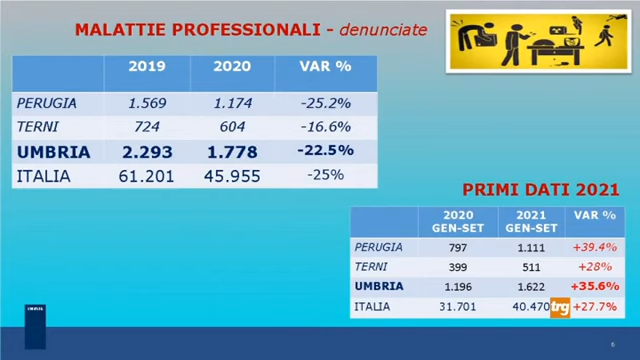 MALATTIE PROFESSIONALI - denunciate
2019 2020 VAR %
PERUGIA 1.569 1.174 -25.2%
TERNI 724 604 -16.6%
UMBRIA 2.293 1.778 -22.5%
ITALIA 61.201 45.955 -25%
PRIMI DATI 2021
2020 GEN-SET 2021 GEN-SET VAR %
PERUGIA 797 1.111 +39.4%
TERNI 399 511 +28%
UMBRIA 1.196 1.622 +35.6%
ITALIA 31.701 40.470 trg +27.7%
6